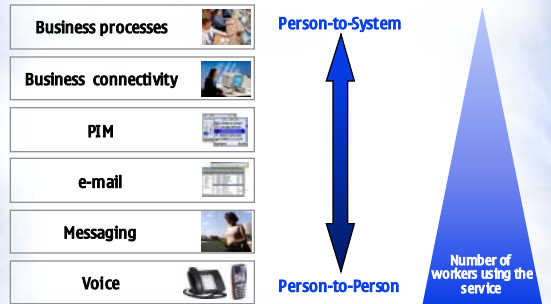 Business processes
Business connectivity
PIM
e-mail
Messaging
Voice
Person-to-System
Person-to-Person
Number of
workers using the
service